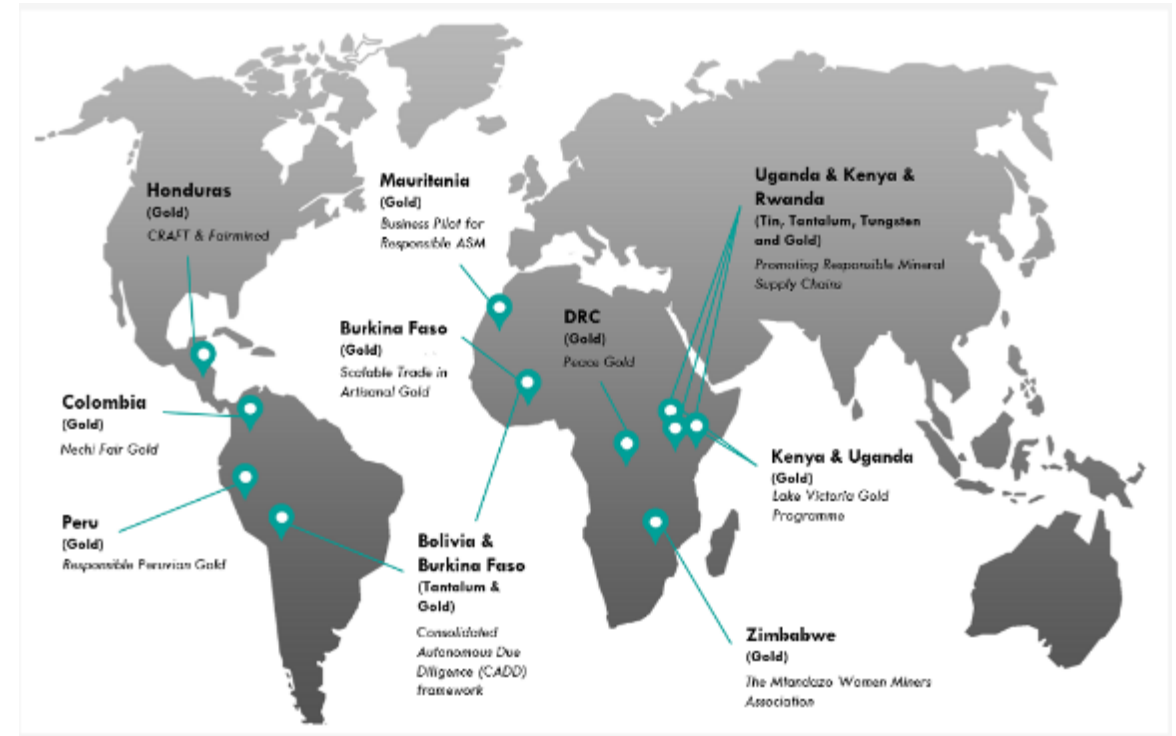 Honduras
(Gold)
CRAFT & Fairmined
Mauritania
(Gold)
Business Pilot for
Responsible ASM
Uganda & Kenya &
Rwanda
(Tin, Tantalum, Tungsten
and Gold)
Promoting Responsible Mineral
Supply Chains
Burkina Faso
(Gold)
Scalable Trade in
Artisanal Gold
DRC
(Gold)
Peace Gold
Colombia
(Gold)
Nechi Fair Gold
Kenya & Uganda
(Gold)
Lake Victoria Gold
Programme
Peru
(Gold)
Responsible Peruvian Gold
Bolivia &
Burkina Faso
(Tantalum &
Gold)
Consolidated
Autonomous Due
Diligence (CADD)
framework
Zimbabwe
(Gold)
The Mtandazo Women Miners
Association